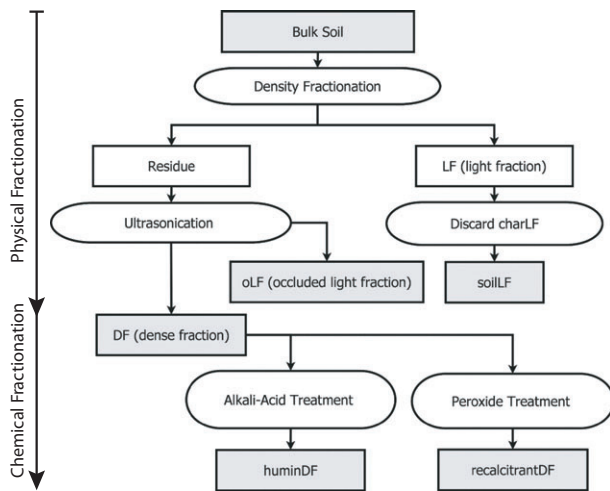 Bulk Soil
Density Fractionation
Residue
LF (light fraction)
Ultrasonication
Discard charLF
oLF (occluded light fraction)
soilLF
DF (dense fraction)
Alkali-Acid Treatment
Peroxide Treatment
huminDF
recalcitrantDF
Physical Fractionation
Chemical Fractionation